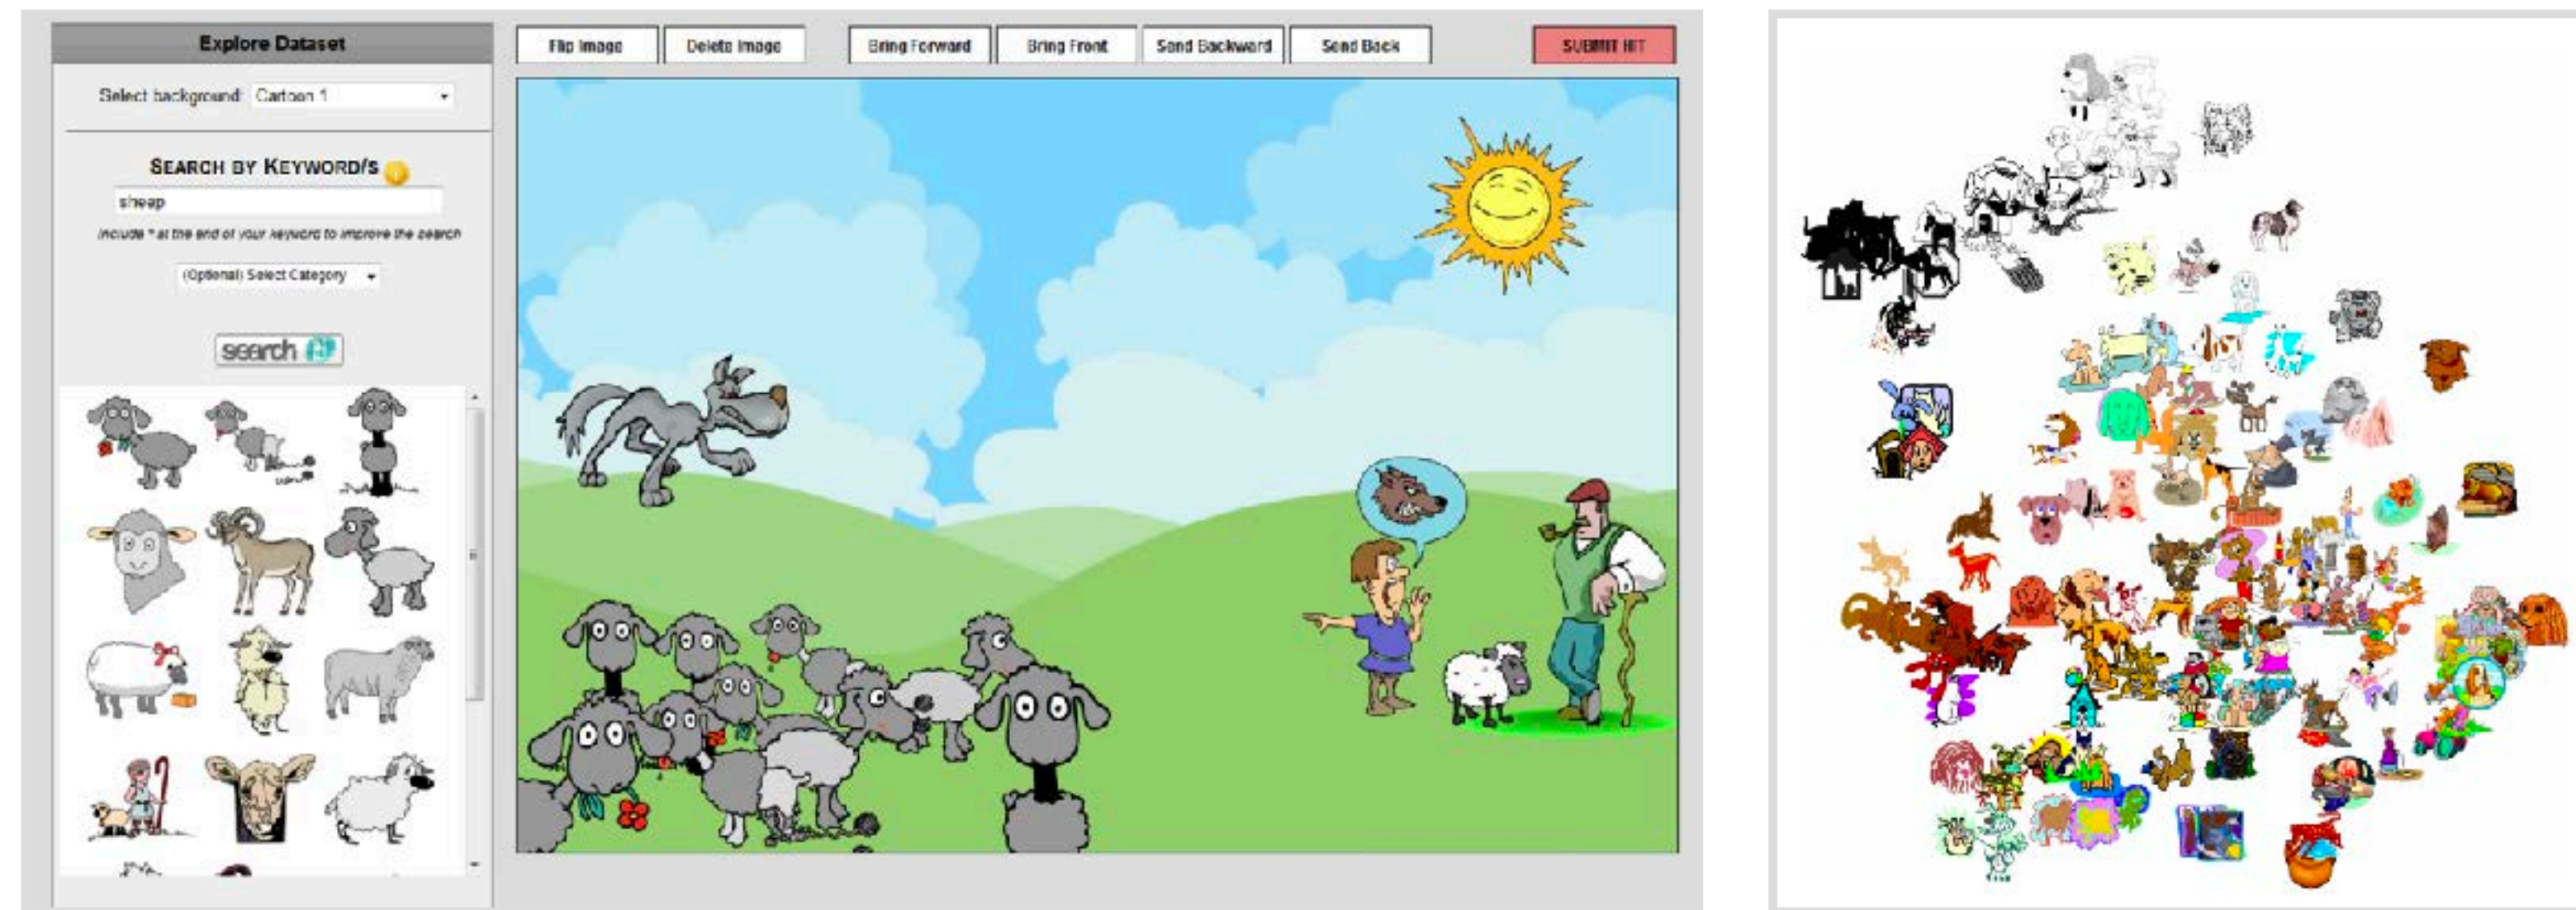 Explore Dataset
Flip Image
Delete Image
Bring Forward
Bring Front
Send Backward
Send Back
SUBMIT HIT
Select background: Cartoon 1
SEARCH BY KEYWORD/S
sheap
Include * at the end of your keyword to improve the search
(Optional) Select Category
search